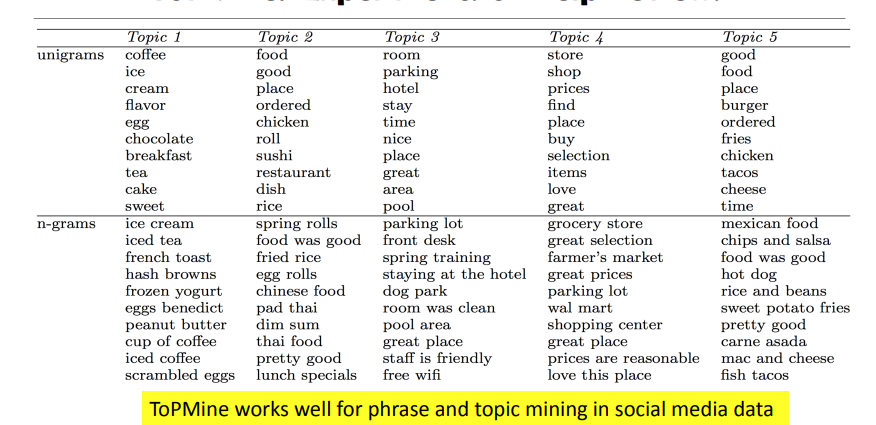 Topic 1 Topic 2 Topic 3 Topic 4 Topic 5
unigrams coffee food room store good
ice good parking shop food
cream place hotel prices place
flavor ordered stay find burger
egg chicken time place ordered
chocolate roll nice buy fries
breakfast sushi place selection chicken
tea restaurant great items tacos
cake dish area love cheese
sweet rice pool great time
n-grams ice cream spring rolls parking lot grocery store mexican food
iced tea food was good front desk great selection chips and salsa
french toast fried rice spring training farmer's market food was good
hash browns egg rolls staying at the hotel great prices hot dog
frozen yogurt chinese food dog park parking lot rice and beans
eggs benedict pad thai room was clean wal mart sweet potato fries
peanut butter dim sum pool area shopping center pretty good
cup of coffee thai food great place great place carne asada
iced coffee pretty good staff is friendly prices are reasonable mac and cheese
scrambled eggs lunch specials free wifi love this place fish tacos
ToPMine works well for phrase and topic mining in social media data